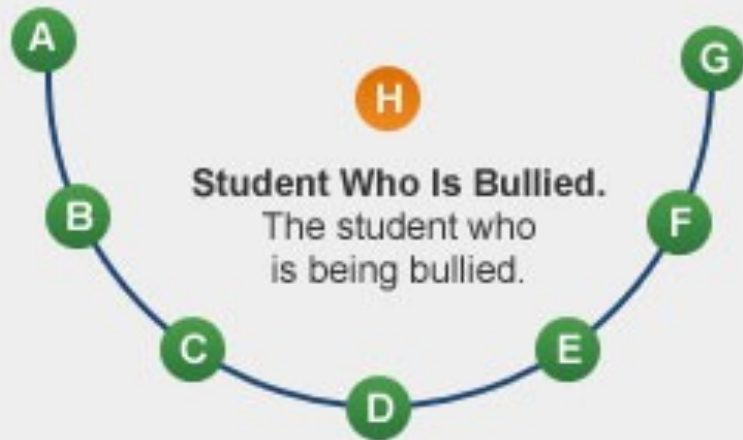 A
G
H
Student Who Is Bullied.
The student who
B
F
is being bullied.
C
E
D